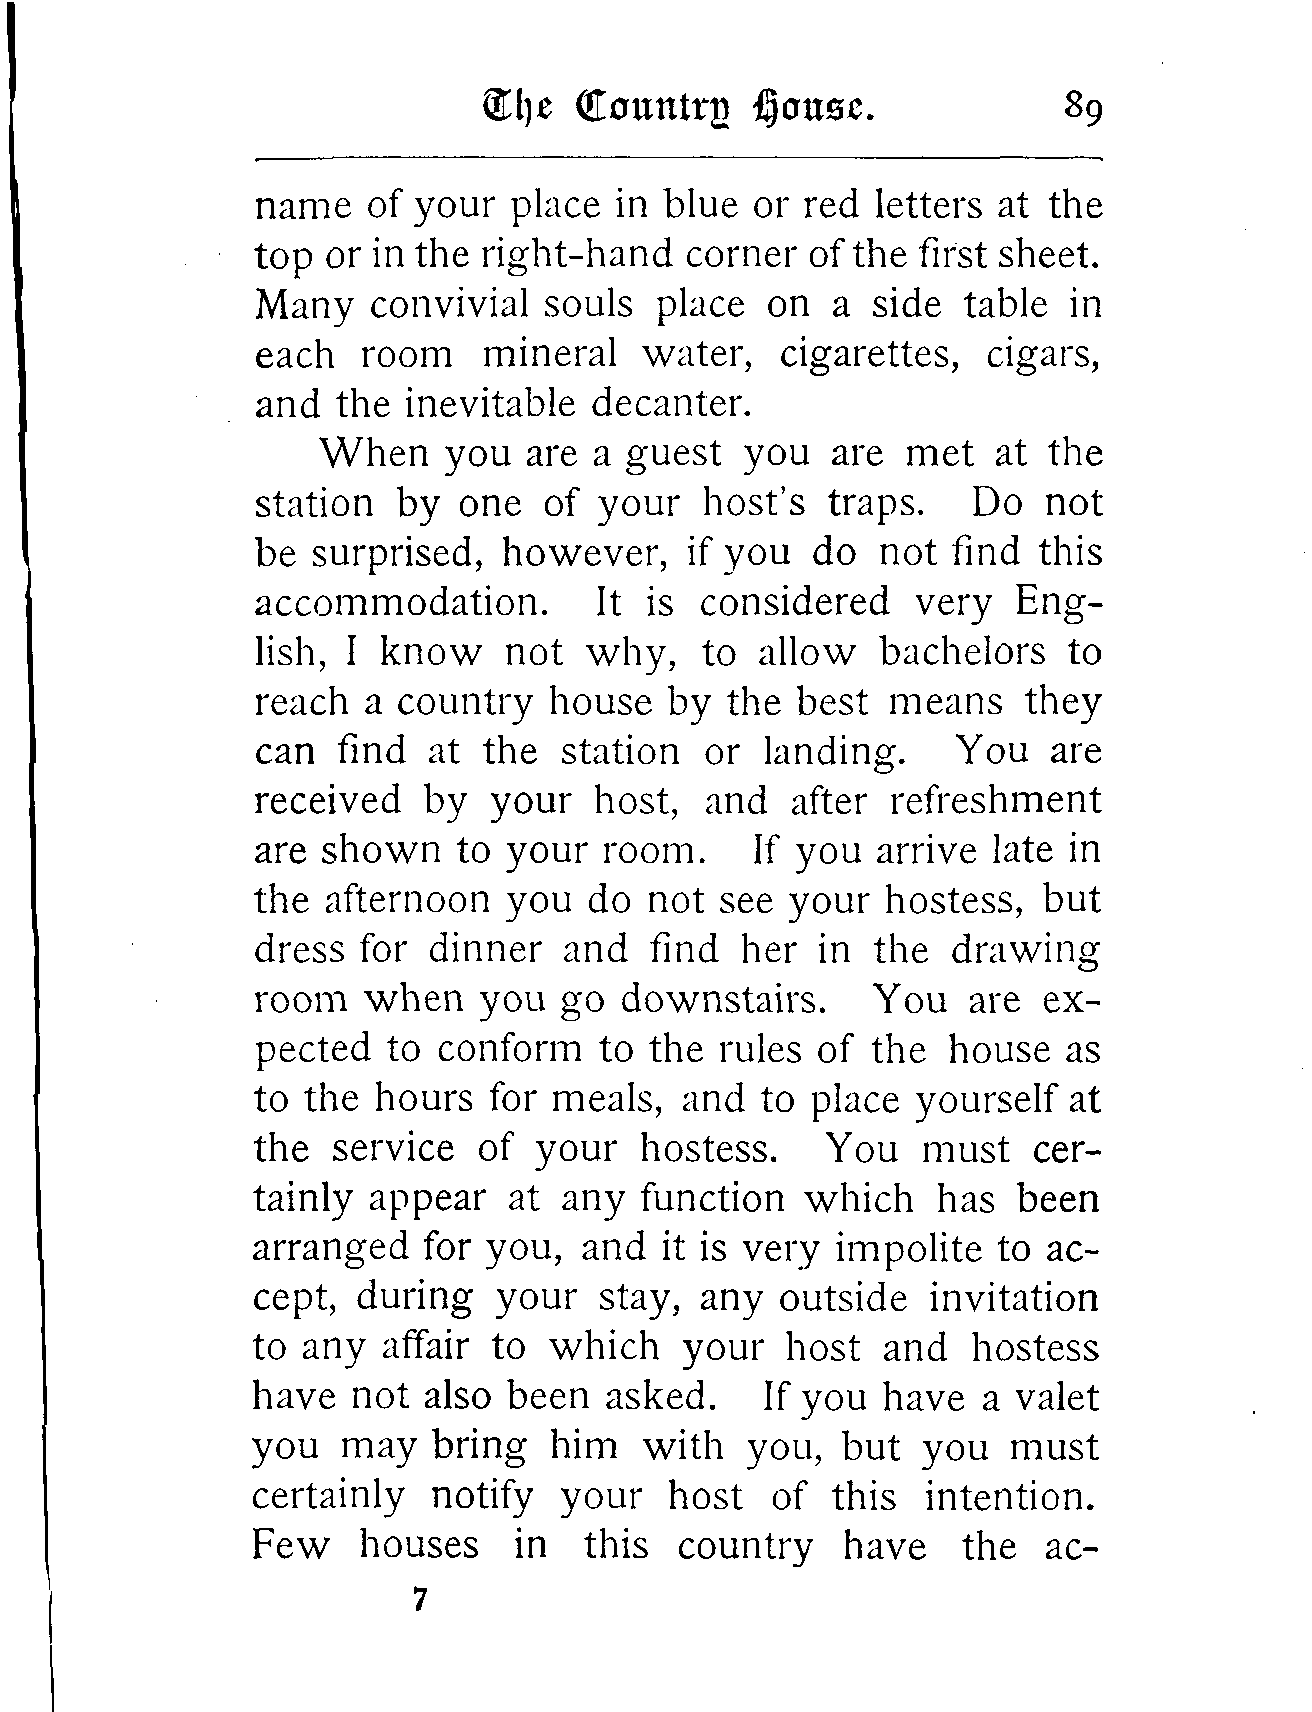 The Country House. 89
name of your place in blue or red letters at the
top or in the right-hand corner of the first sheet.
Many convivial souls place on a side table in
each room mineral water, cigarettes, cigars,
and the inevitable decanter.
When you are a guest you are met at the
station by one of your host's traps. Do not
be surprised, however, if you do not find this
accommodation. It is considered very Eng-
lish, I know not why, to allow bachelors to
reach a country house by the best means they
can find at the station or landing. You are
received by your host, and after refreshment
are shown to your room. If you arrive late in
the afternoon you do not see your hostess, but
dress for dinner and find her in the drawing
room when you go downstairs. You are ex-
pected to conform to the rules of the house as
to the hours for meals, and to place yourself at
the service of your hostess. You must cer-
tainly appear at any function which has been
arranged for you, and it is very impolite to ac-
cept, during your stay, any outside invitation
to any affair to which your host and hostess
have not also been asked. If you have a valet
you may bring him with you, but you must
certainly notify your host of this intention.
Few houses in this country have the ac-
7